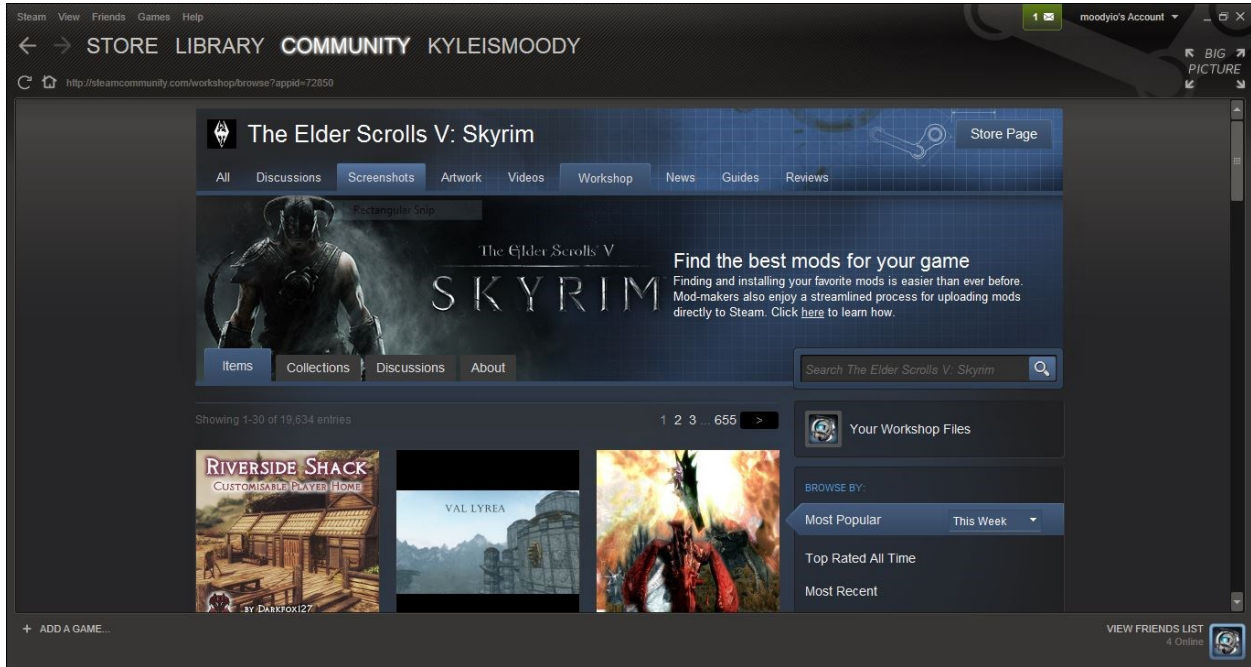 Steam View Friends Games Help
1
moodyio's Account
STORE LIBRARY COMMUNITY KYLEISMOODY
BIG
PICTURE
http://steamcommunity.com/workshop/browse?appid=72850
The Elder Scrolls V: Skyrim
Store Page
All Discussions Screenshots Artwork Videos Workshop News Guides Reviews
Rectangular Snip
The Elder Scrolls V
SKYRIM
Find the best mods for your game
Finding and installing your favorite mods is easier than ever before.
Mod-makers also enjoy a streamlined process for uploading mods
directly to Steam. Click here to learn how.
Items Collections Discussions About
Search The Elder Scrolls V: Skyrim
Showing 1-30 of 19,634 entries
1 2 3 ... 655 >
Your Workshop Files
RIVERSIDE SHACK
CUSTOMISABLE PLAYER HOME
BY DARKFOX127
VAL LYREA
BROWSE BY:
Most Popular This Week
Top Rated All Time
Most Recent
+ ADD A GAME...
VIEW FRIENDS LIST
4 Online